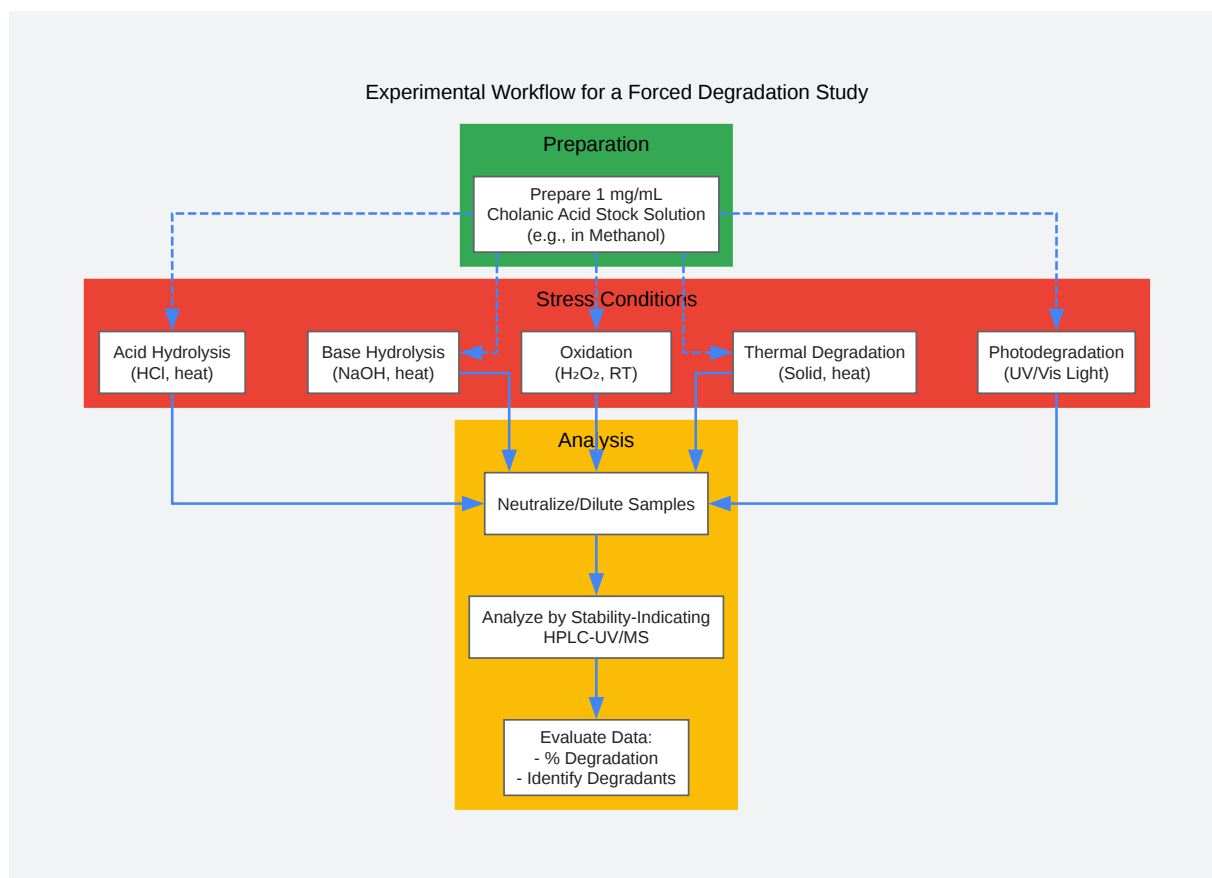 Experimental Workflow for a Forced Degradation Study
Preparation
Prepare 1 mg/mL
Cholanic Acid Stock Solution
(e.g., in Methanol)
Stress Conditions
Acid Hydrolysis
(HCl, heat)
Base Hydrolysis
(NaOH, heat)
Oxidation
(H₂O₂, RT)
Thermal Degradation
(Solid, heat)
Photodegradation
(UV/Vis Light)
Analysis
Neutralize/Dilute Samples
Analyze by Stability-Indicating
HPLC-UV/MS
Evaluate Data:
- % Degradation
- Identify Degradants